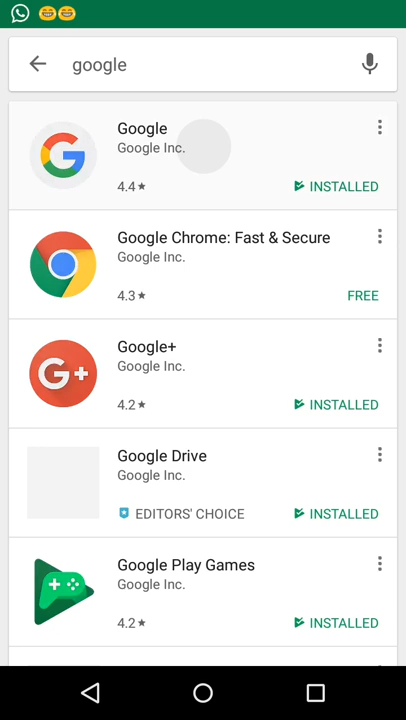 😂😂
google
Google
Google Inc.
4.4★
INSTALLED
Google Chrome: Fast & Secure
Google Inc.
4.3★
FREE
G+
Google+
Google Inc.
4.2★
INSTALLED
Google Drive
Google Inc.
EDITORS' CHOICE
INSTALLED
Google Play Games
Google Inc.
4.2★
INSTALLED